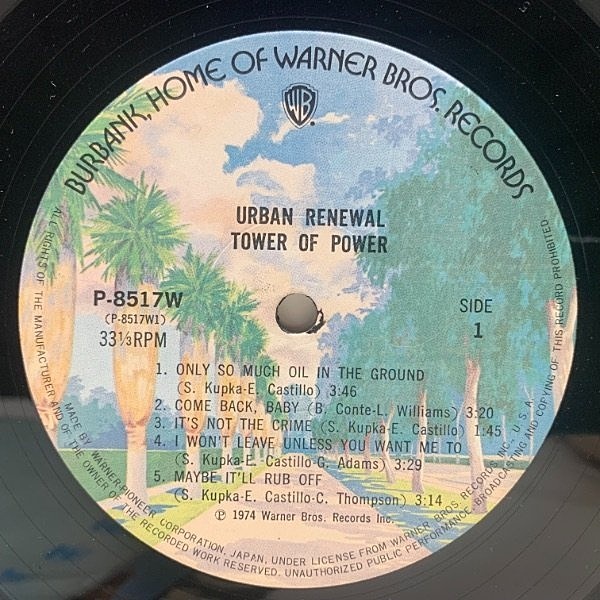 BURBANK, HOME OF WARNER BROS. RECORDS
WB
URBAN RENEWAL
TOWER OF POWER
P-8517W
(P-8517W1)
33⅓RPM
SIDE
1
1. ONLY SO MUCH OIL IN THE GROUND
(S. Kupka-E. Castillo) 3:46
2. COME BACK, BABY (B. Conte-L. Williams) 3:20
3. IT'S NOT THE CRIME (S. Kupka-E. Castillo) 1:45
4. I WON'T LEAVE UNLESS YOU WANT ME TO
(S. Kupka-E. Castillo-G. Adams) 3:29
5. MAYBE IT'LL RUB OFF
(S. Kupka-E. Castillo-C. Thompson) 3:14
℗ 1974 Warner Bros. Records Inc.
MADE BY WARNER-PIONEER CORPORATION, JAPAN, UNDER LICENSE FROM WARNER BROS. RECORDS INC., U.S.A.
ALL RIGHTS OF THE MANUFACTURER AND OF THE OWNER OF THE RECORDED WORK RESERVED. UNAUTHORIZED PUBLIC PERFORMANCE, BROADCASTING AND COPYING OF THIS RECORD PROHIBITED